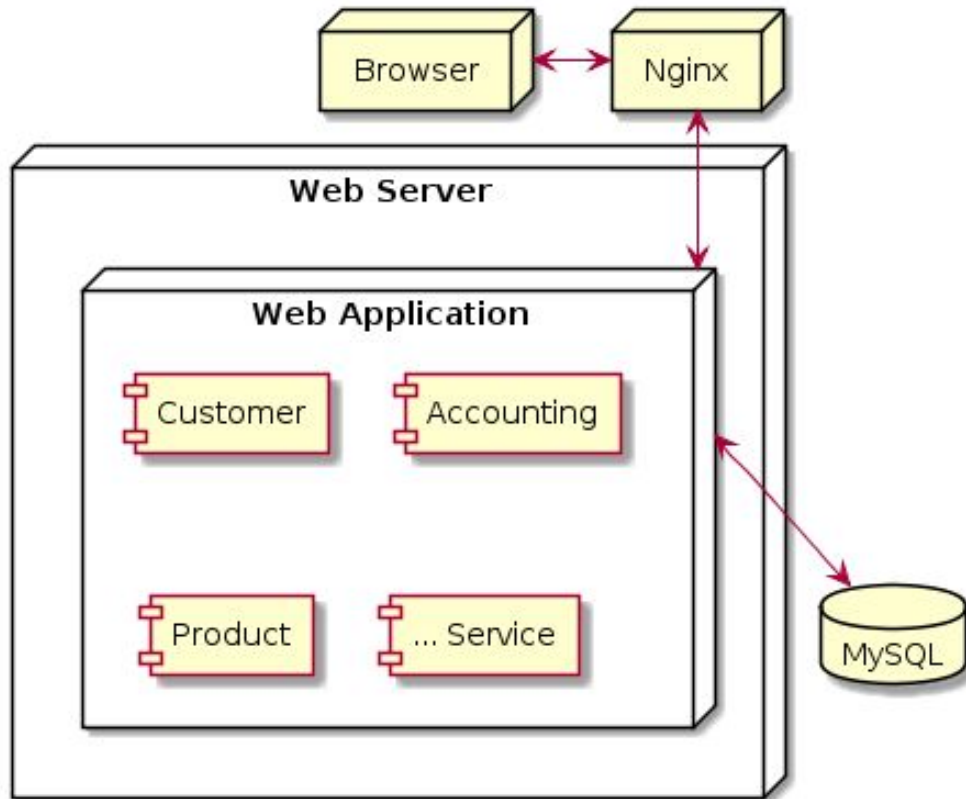 Browser
Nginx
Web Server
Web Application
Customer
Accounting
Product
... Service
MySQL